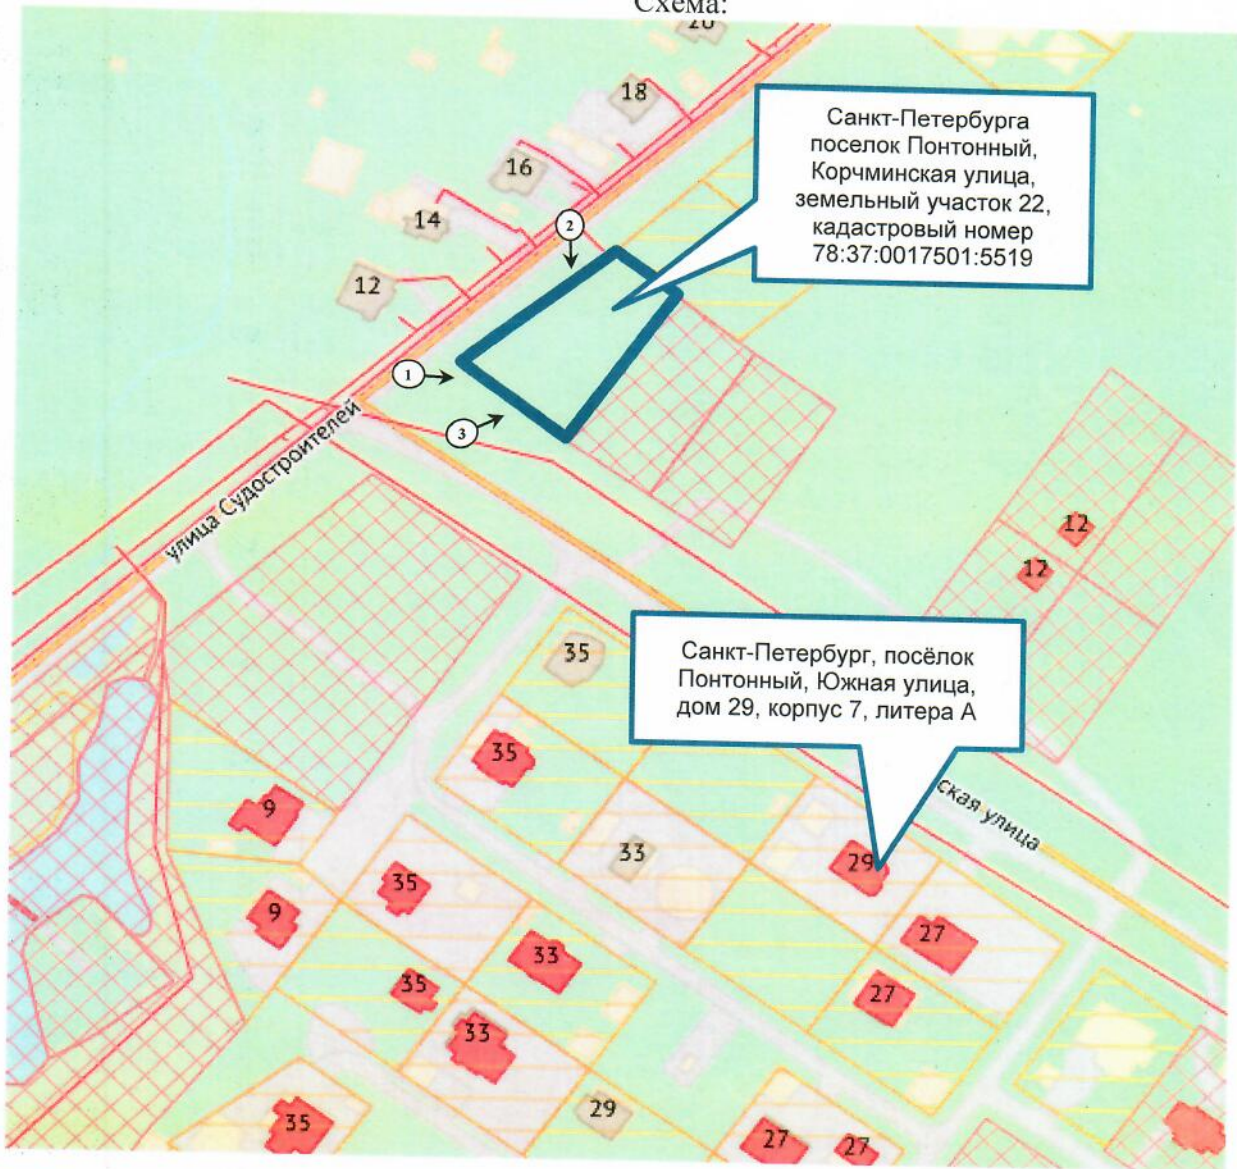 Схема:
20
18
Санкт-Петербурга
поселок Понтонный,
Корчминская улица,
земельный участок 22,
кадастровый номер
78:37:0017501:5519
16
14
2
12
1
3
улица Судостроителей
12
12
Санкт-Петербург, посёлок
Понтонный, Южная улица,
дом 29, корпус 7, литера А
35
35
ская улица
9
33
29
35
9
27
33
35
27
33
29
35
27
27